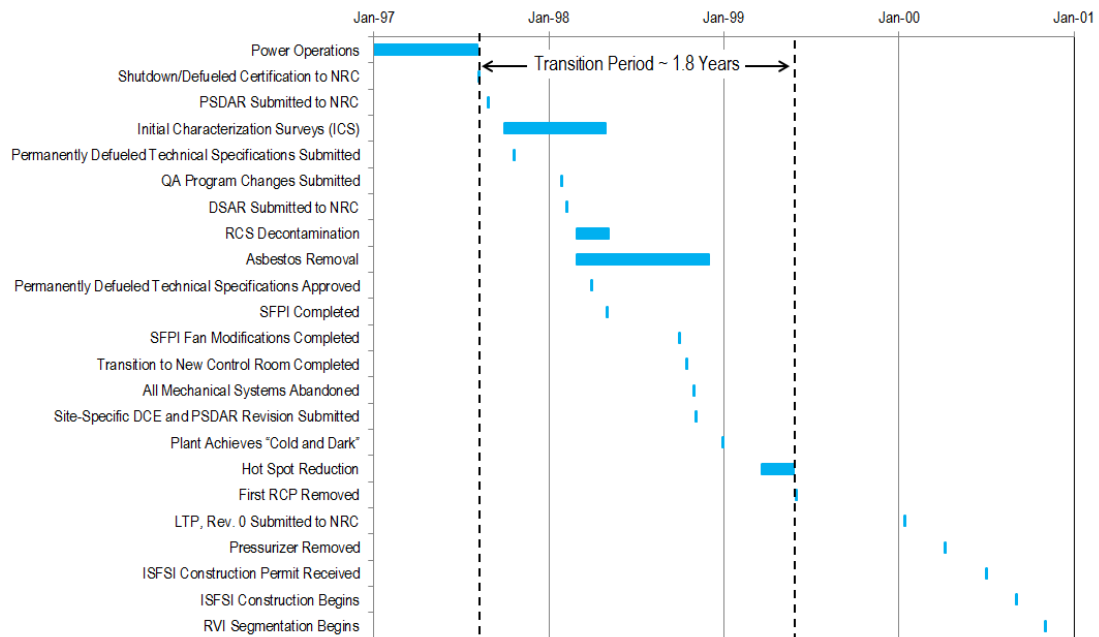 Jan-97 Jan-98 Jan-99 Jan-00 Jan-01
Power Operations
Transition Period ~ 1.8 Years
Shutdown/Defueled Certification to NRC
PSDAR Submitted to NRC
Initial Characterization Surveys (ICS)
Permanently Defueled Technical Specifications Submitted
QA Program Changes Submitted
DSAR Submitted to NRC
RCS Decontamination
Asbestos Removal
Permanently Defueled Technical Specifications Approved
SFPI Completed
SFPI Fan Modifications Completed
Transition to New Control Room Completed
All Mechanical Systems Abandoned
Site-Specific DCE and PSDAR Revision Submitted
Plant Achieves "Cold and Dark"
Hot Spot Reduction
First RCP Removed
LTP, Rev. 0 Submitted to NRC
Pressurizer Removed
ISFSI Construction Permit Received
ISFSI Construction Begins
RVI Segmentation Begins